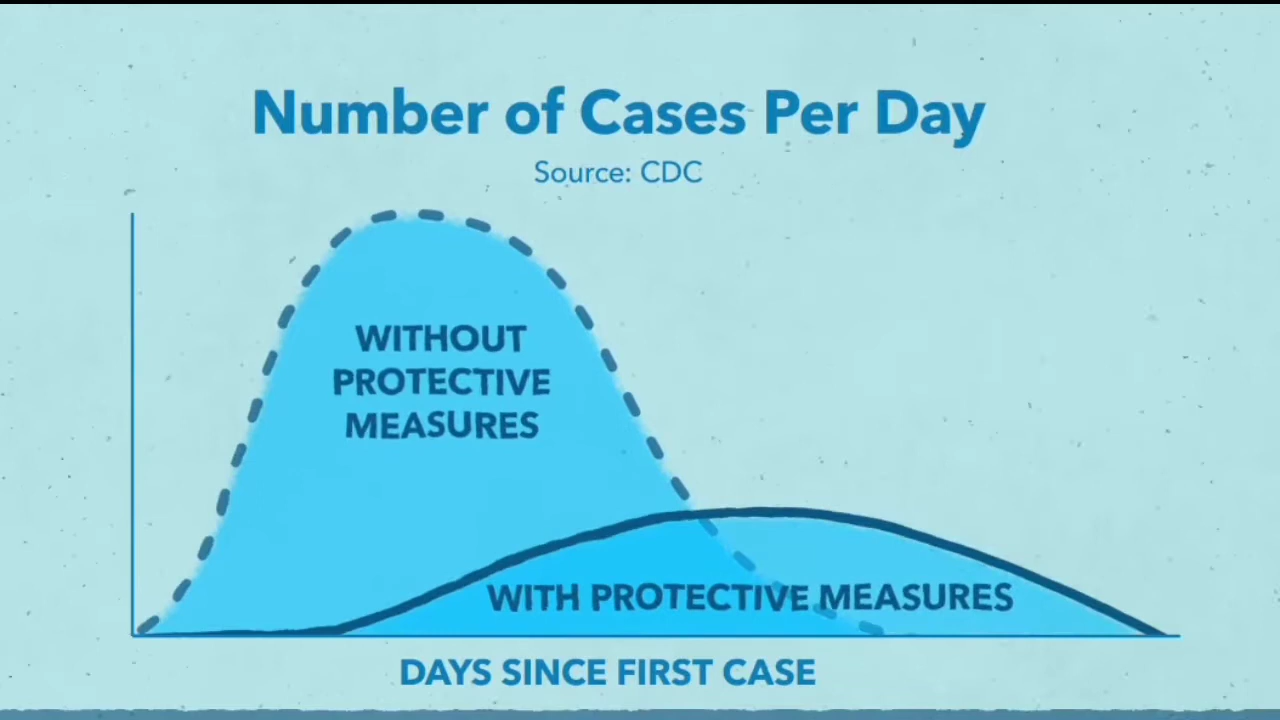 Number of Cases Per Day
Source: CDC
WITHOUT
PROTECTIVE
MEASURES
WITH PROTECTIVE MEASURES
DAYS SINCE FIRST CASE